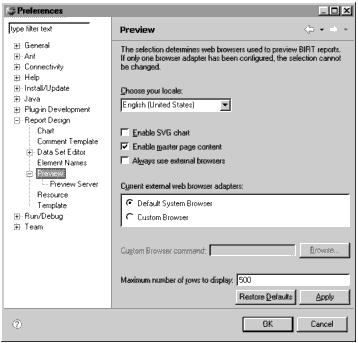 Preferences
type filter text
General
Ant
Connectivity
Help
Install/Update
Java
Plug-in Development
Report Design
Chart
Comment Template
Data Set Editor
Element Names
Preview
Preview Server
Resource
Template
Run/Debug
Team
Preview
The selection determines web browsers used to preview BIRT reports.
If only one browser adapter has been configured, the selection cannot
be changed.
Choose your locale:
English (United States)
Enable SVG chart
Enable master page content
Always use external browsers
Current external web browser adapters:
Default System Browser
Custom Browser
Custom Browser command:
Browse...
Maximum number of rows to display: 500
Restore Defaults
Apply
OK
Cancel